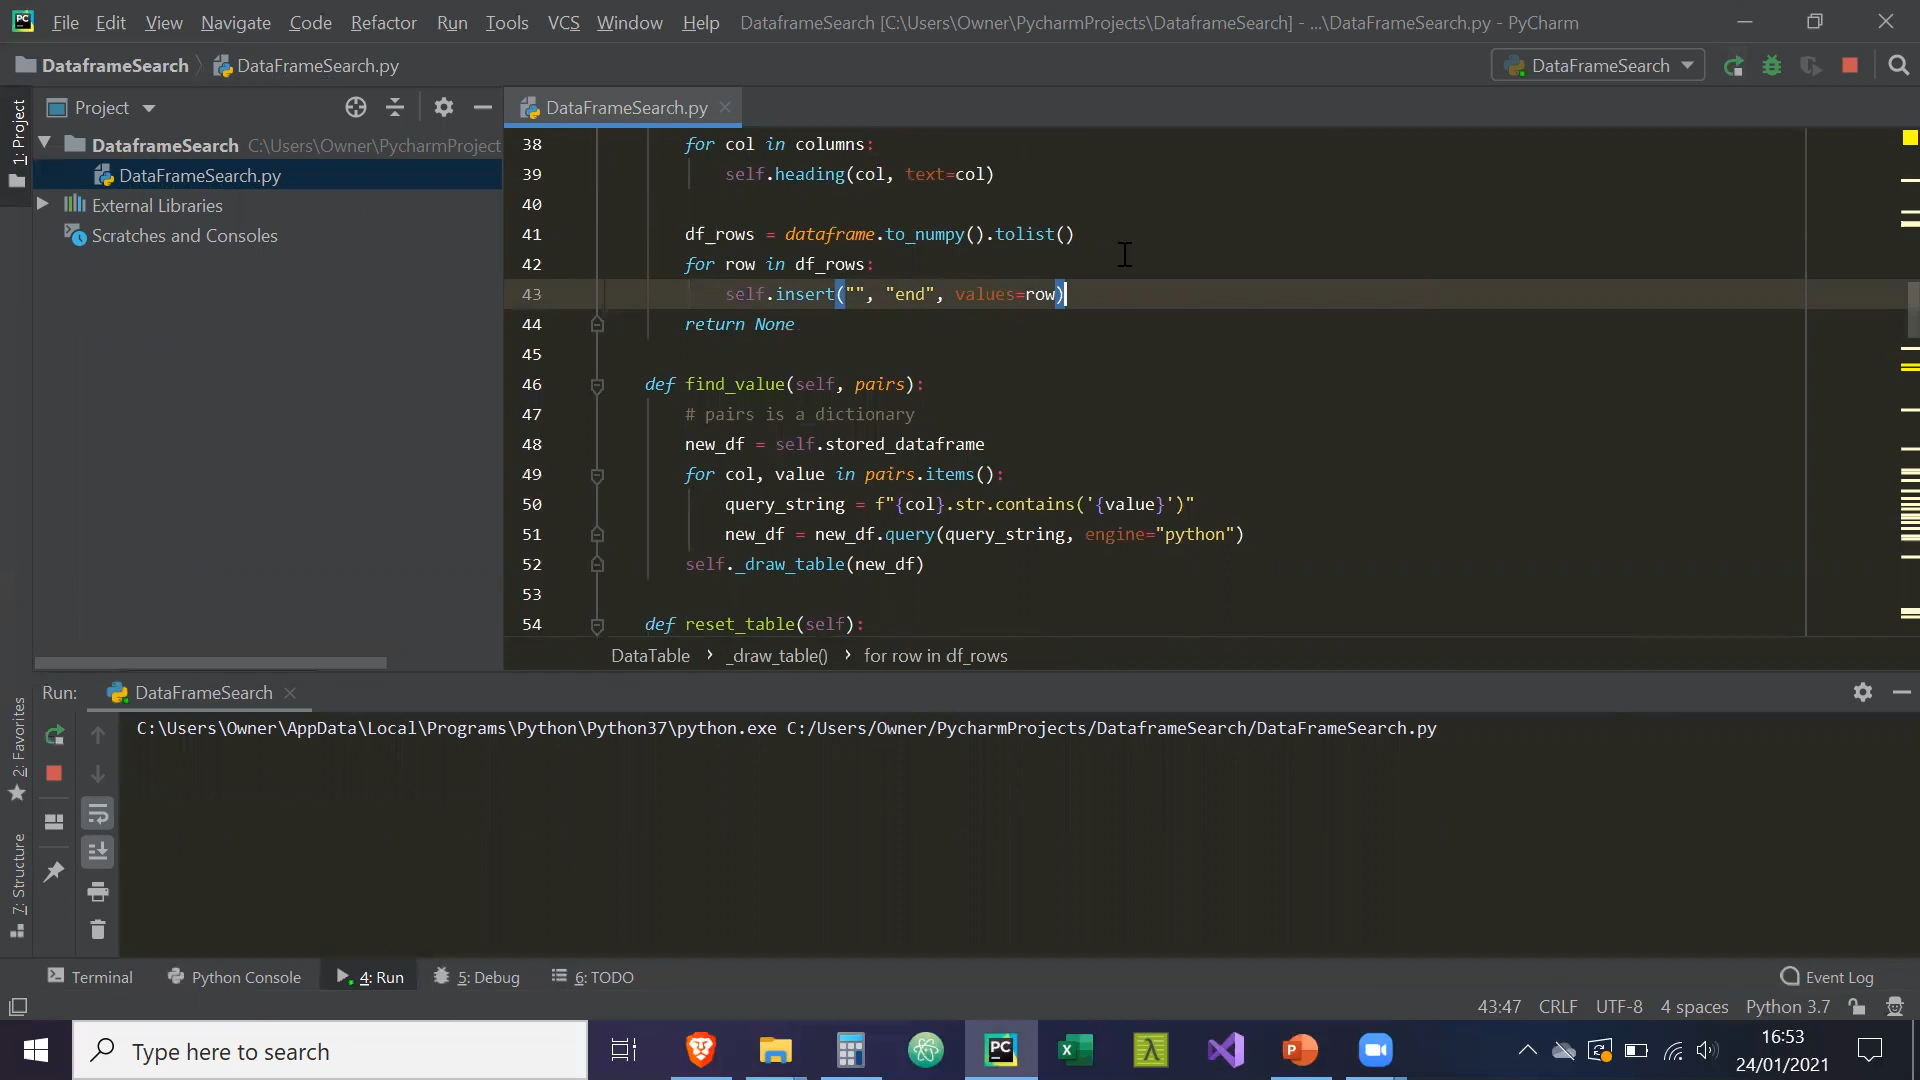 File Edit View Navigate Code Refactor Run Tools VCS Window Help DataframeSearch [C:\Users\Owner\PycharmProjects\DataframeSearch] - ...\DataFrameSearch.py - PyCharm
DataframeSearch DataFrameSearch.py DataFrameSearch
1: Project
Project
DataFrameSearch.py
DataframeSearch C:\Users\Owner\PycharmProject
DataFrameSearch.py
External Libraries
Scratches and Consoles
38 for col in columns:
39 self.heading(col, text=col)
40
41 df_rows = dataframe.to_numpy().tolist()
42 for row in df_rows:
43 self.insert("", "end", values=row)
44 return None
45
46 def find_value(self, pairs):
47 # pairs is a dictionary
48 new_df = self.stored_dataframe
49 for col, value in pairs.items():
50 query_string = f"{col}.str.contains('{value}')"
51 new_df = new_df.query(query_string, engine="python")
52 self._draw_table(new_df)
53
54 def reset_table(self):
DataTable › _draw_table() › for row in df_rows
Run: DataFrameSearch
2: Favorites
7: Structure
C:\Users\Owner\AppData\Local\Programs\Python\Python37\python.exe C:/Users/Owner/PycharmProjects/DataframeSearch/DataFrameSearch.py
Terminal Python Console 4: Run 5: Debug 6: TODO Event Log
43:47 CRLF UTF-8 4 spaces Python 3.7
Type here to search
16:53
24/01/2021